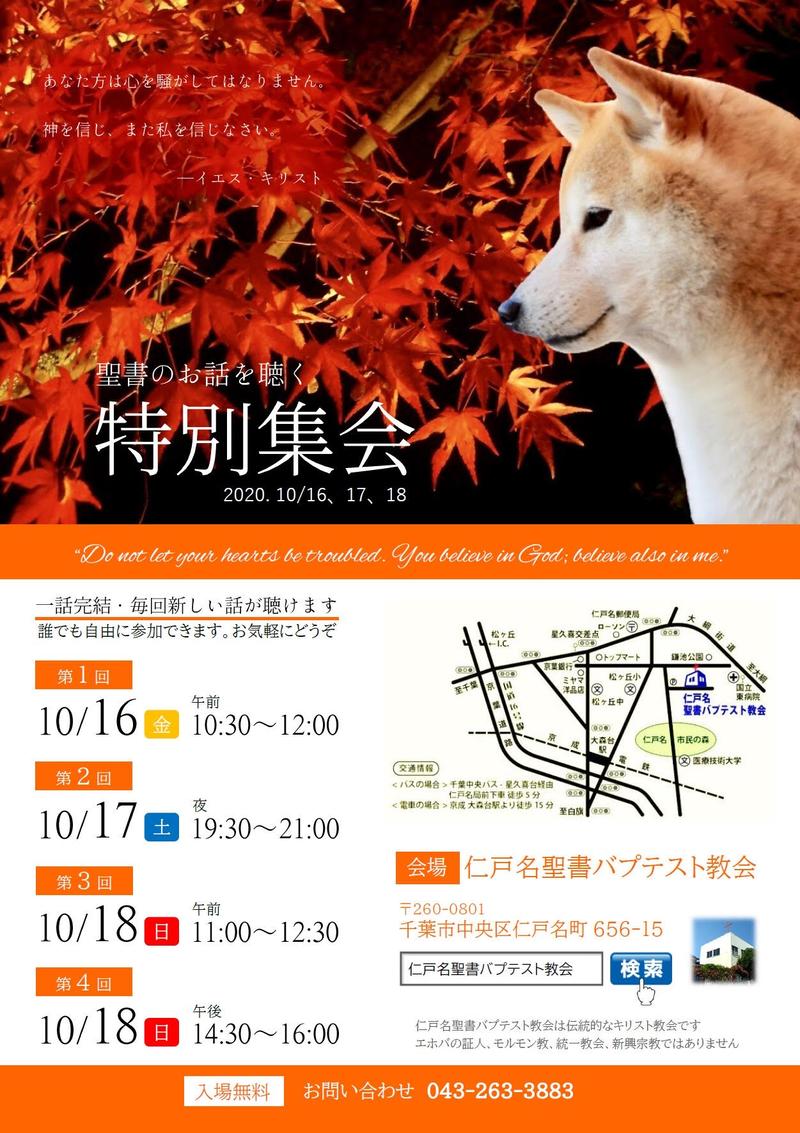 あなた方は心を騒がしてはなりません。
神を信じ、また私を信じなさい。
―イエス・キリスト
聖書のお話を聴く
特別集会
2020. 10/16、17、18
“Do not let your hearts be troubled. You believe in God; believe also in me.”
一話完結・毎回新しい話が聴けます
誰でも自由に参加できます。お気軽にどうぞ
第1回
10/16 金 午前 10:30～12:00
第2回
10/17 土 夜 19:30～21:00
第3回
10/18 日 午前 11:00～12:30
第4回
10/18 日 午後 14:30～16:00
仁戸名郵便局
ローソン
大網街道
松ヶ丘
←I.C.
星久喜交差点
京葉銀行
トップマート
鎌池公園
至大網
ミヤマ
洋品店
松ヶ丘小
P
国立
東病院
至千葉
京葉道路
国道16号線
文
文
松ヶ丘中
仁戸名
聖書バプテスト教会
大森台
駅
仁戸名 市民の森
京成電鉄
文 医療技術大学
交通情報
<バスの場合> 千葉中央バス・星久喜台経由
仁戸名局前下車 徒歩5分
<電車の場合> 京成 大森台駅より徒歩15分
至白旗
会場 仁戸名聖書バプテスト教会
〒260-0801
千葉市中央区仁戸名町 656-15
仁戸名聖書バプテスト教会 検索
仁戸名聖書バプテスト教会は伝統的なキリスト教会です
エホバの証人、モルモン教、統一教会、新興宗教ではありません
入場無料 お問い合わせ 043-263-3883